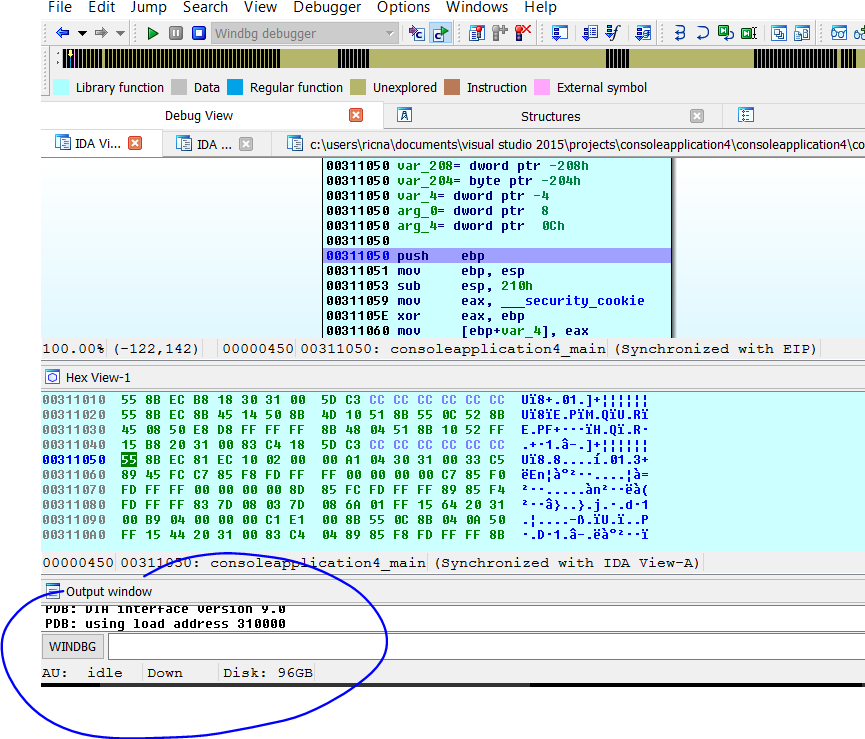 File Edit Jump Search View Debugger Options Windows Help
Windbg debugger
Library function Data Regular function Unexplored Instruction External symbol
Debug View Structures
IDA Vi... IDA ... c:\users\ricna\documents\visual studio 2015\projects\consoleapplication4\consoleapplication4\co
00311050 var_208= dword ptr -208h
00311050 var_204= byte ptr -204h
00311050 var_4= dword ptr -4
00311050 arg_0= dword ptr 8
00311050 arg_4= dword ptr 0Ch
00311050
00311050 push ebp
00311051 mov ebp, esp
00311053 sub esp, 210h
00311059 mov eax, ___security_cookie
0031105E xor eax, ebp
00311060 mov [ebp+var_4], eax
100.00% (-122,142) 00000450 00311050: consoleapplication4_main (Synchronized with EIP)
Hex View-1
00311010 55 8B EC B8 18 30 31 00 5D C3 CC CC CC CC CC CC Uï8+.01.]+¦¦¦¦¦¦
00311020 55 8B EC 8B 45 14 50 8B 4D 10 51 8B 55 0C 52 8B Uï8ïE.PïM.QïU.Rï
00311030 45 08 50 E8 D8 FF FF FF 8B 48 04 51 8B 10 52 FF E.PF+···ïH.Qï.R·
00311040 15 B8 20 31 00 83 C4 18 5D C3 CC CC CC CC CC CC .+·1.â-.]+¦¦¦¦¦¦
00311050 55 8B EC 81 EC 10 02 00 00 A1 04 30 31 00 33 C5 Uï8.8....í.01.3+
00311060 89 45 FC C7 85 F8 FD FF FF 00 00 00 00 C7 85 F0 ëEn¦à°²··....¦à=
00311070 FD FF FF 00 00 00 00 8D 85 FC FD FF FF 89 85 F4 ²··.....àn²··ëà(
00311080 FD FF FF 83 7D 08 03 7D 08 6A 01 FF 15 64 20 31 ²··â}..}.j.·.d·1
00311090 00 B9 04 00 00 00 C1 E1 00 8B 55 0C 8B 04 0A 50 .¦....-ß.ïU.ï..P
003110A0 FF 15 44 20 31 00 83 C4 04 89 85 F8 FD FF FF 8B ·.D·1.â-.ëà°²··ï
00000450 00311050: consoleapplication4_main (Synchronized with IDA View-A)
Output window
PDB: DIA interface version 9.0
PDB: using load address 310000
WINDBG
AU: idle Down Disk: 96GB